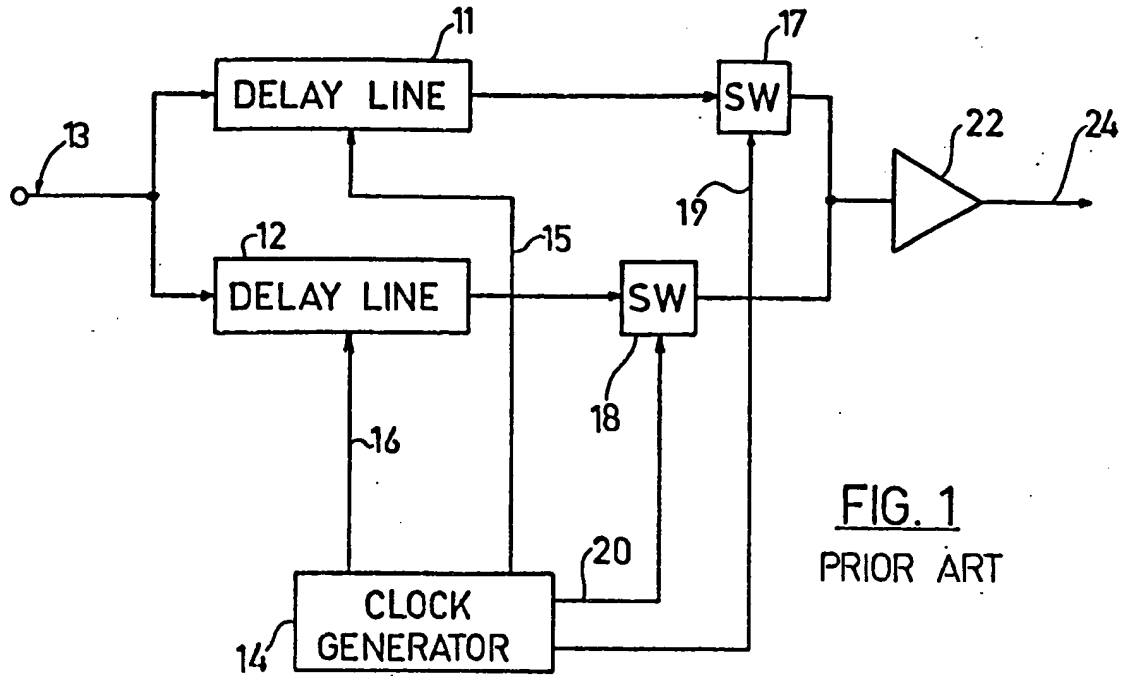 11
17
DELAY LINE
SW
22
24
13
19
12
15
DELAY LINE
SW
18
16
20
FIG. 1
PRIOR ART
CLOCK
GENERATOR
14